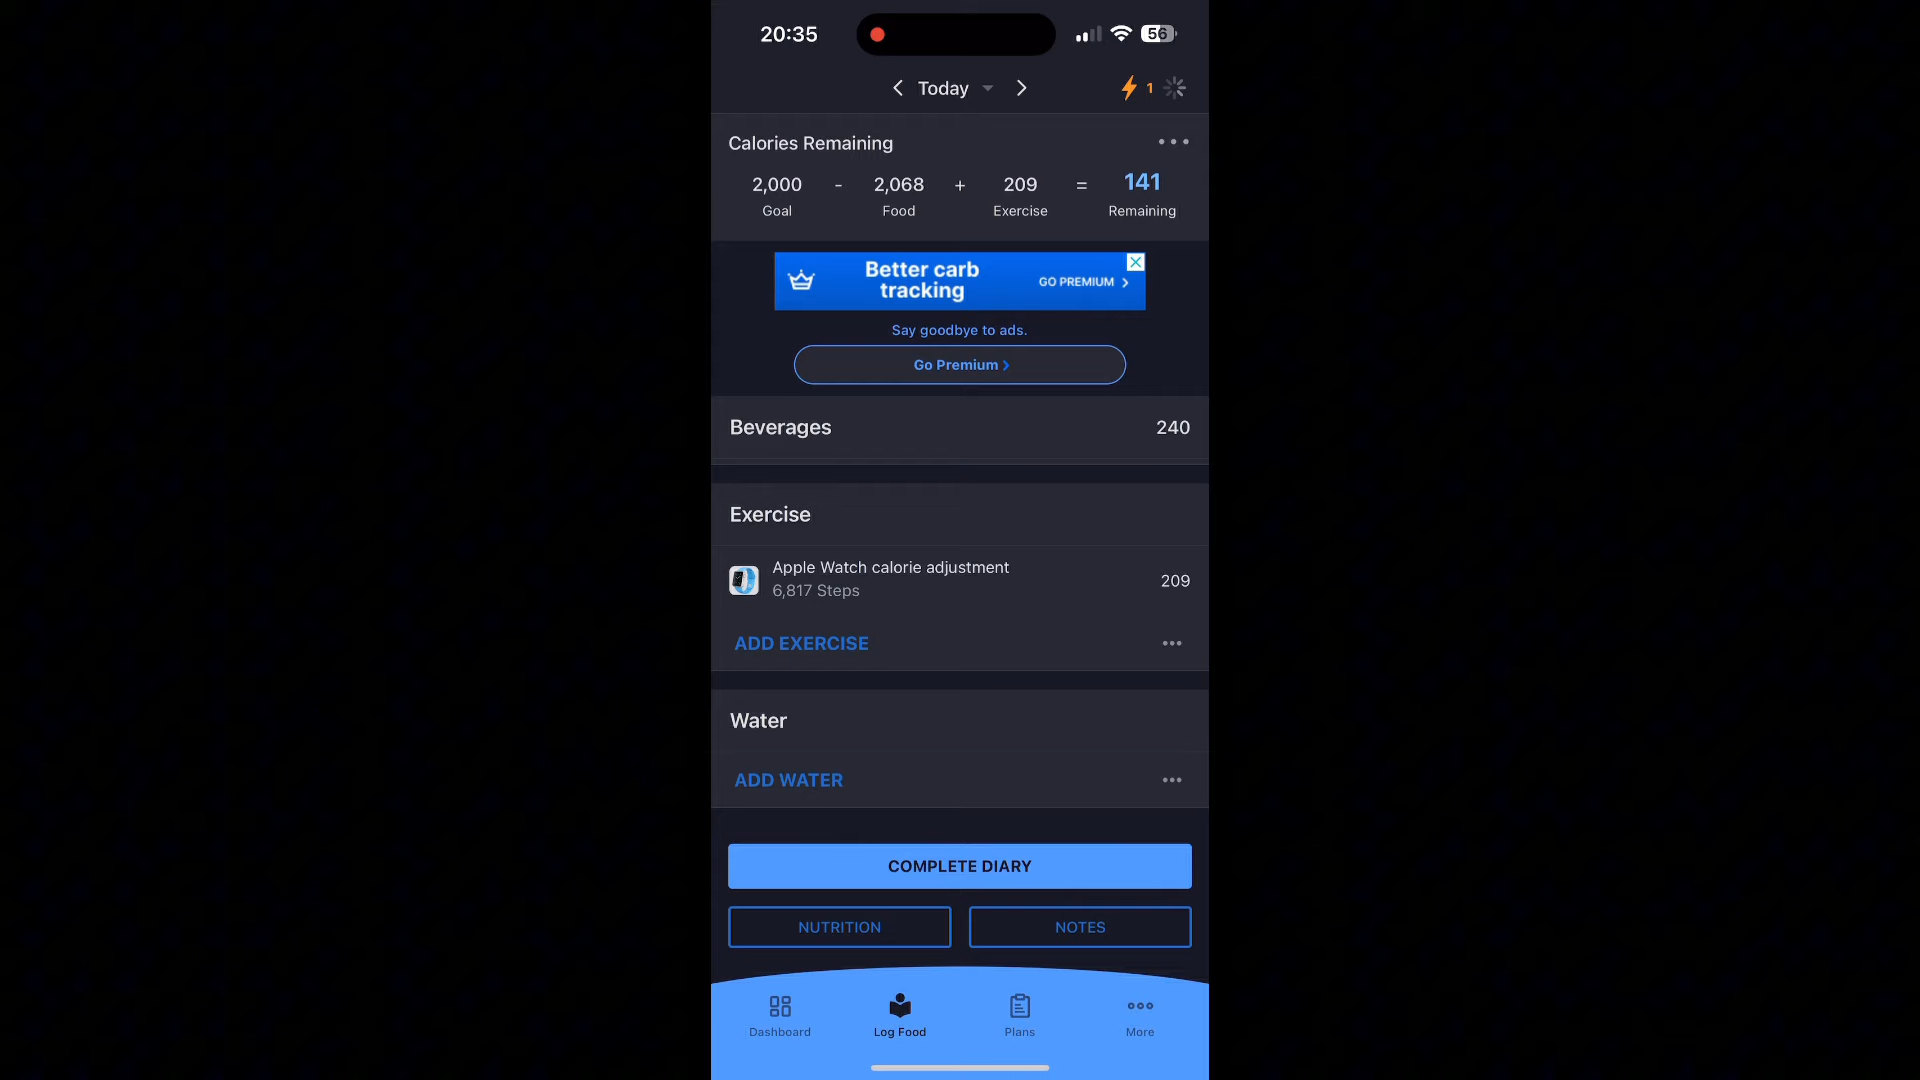 20:35
56
Today
1
Calories Remaining
2,000 - 2,068 + 209 = 141
Goal Food Exercise Remaining
Better carb
tracking
GO PREMIUM
Say goodbye to ads.
Go Premium
Beverages 240
Exercise
Apple Watch calorie adjustment
6,817 Steps
209
ADD EXERCISE
Water
ADD WATER
COMPLETE DIARY
NUTRITION NOTES
Dashboard Log Food Plans More